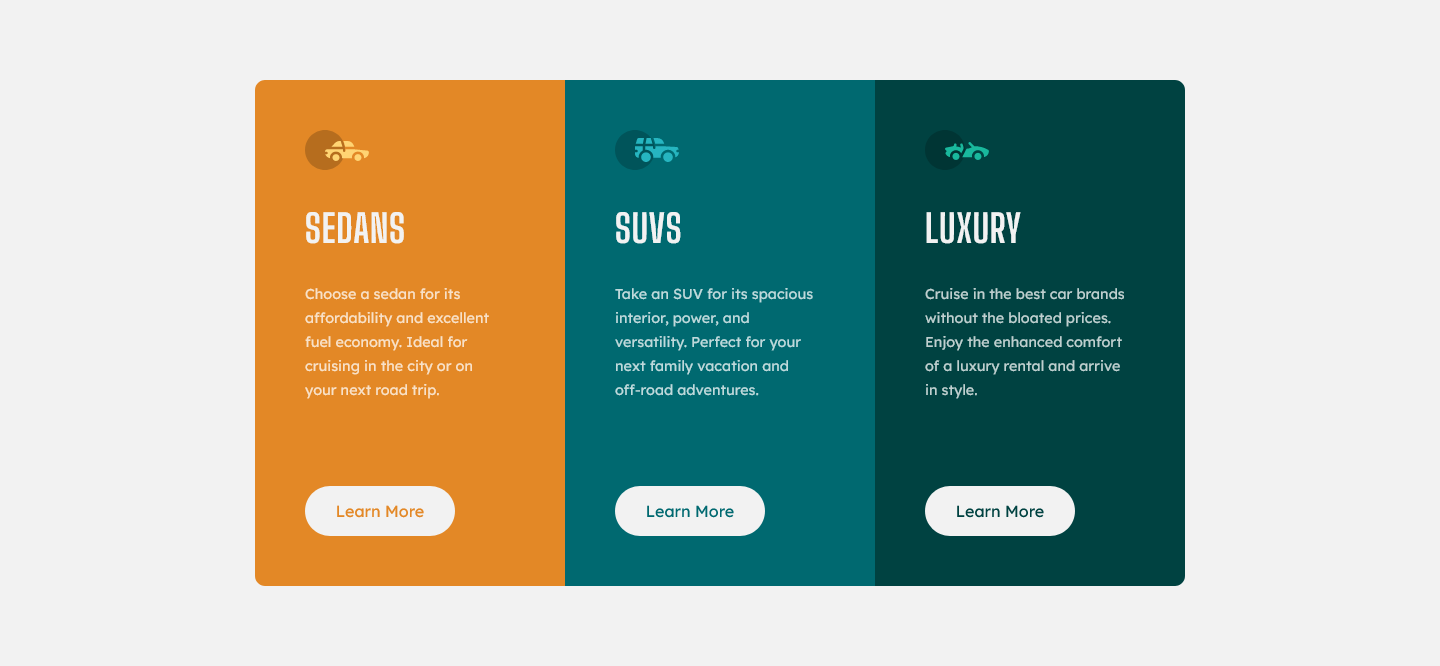 SEDANS
Choose a sedan for its
affordability and excellent
fuel economy. Ideal for
cruising in the city or on
your next road trip.
Learn More
SUVS
Take an SUV for its spacious
interior, power, and
versatility. Perfect for your
next family vacation and
off-road adventures.
Learn More
LUXURY
Cruise in the best car brands
without the bloated prices.
Enjoy the enhanced comfort
of a luxury rental and arrive
in style.
Learn More